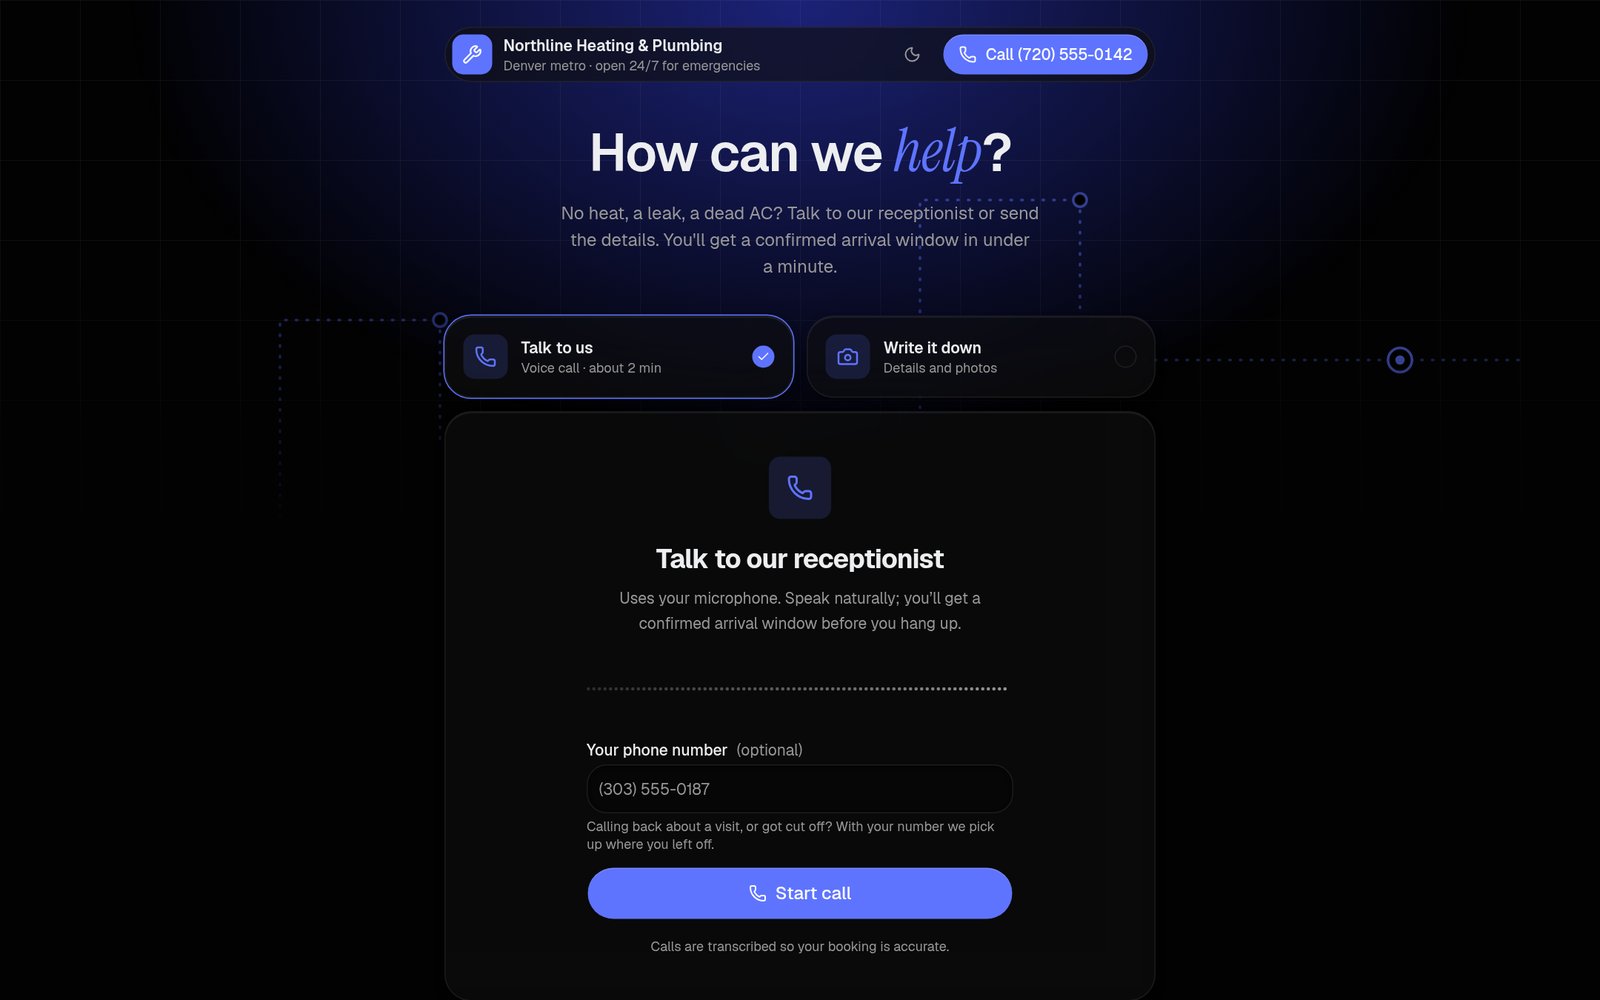 Northline Heating & Plumbing
Denver metro · open 24/7 for emergencies
Call (720) 555-0142
How can we help?
No heat, a leak, a dead AC? Talk to our receptionist or send
the details. You'll get a confirmed arrival window in under
a minute.
Talk to us
Voice call · about 2 min
Write it down
Details and photos
Talk to our receptionist
Uses your microphone. Speak naturally; you’ll get a
confirmed arrival window before you hang up.
Your phone number (optional)
(303) 555-0187
Calling back about a visit, or got cut off? With your number we pick
up where you left off.
Start call
Calls are transcribed so your booking is accurate.